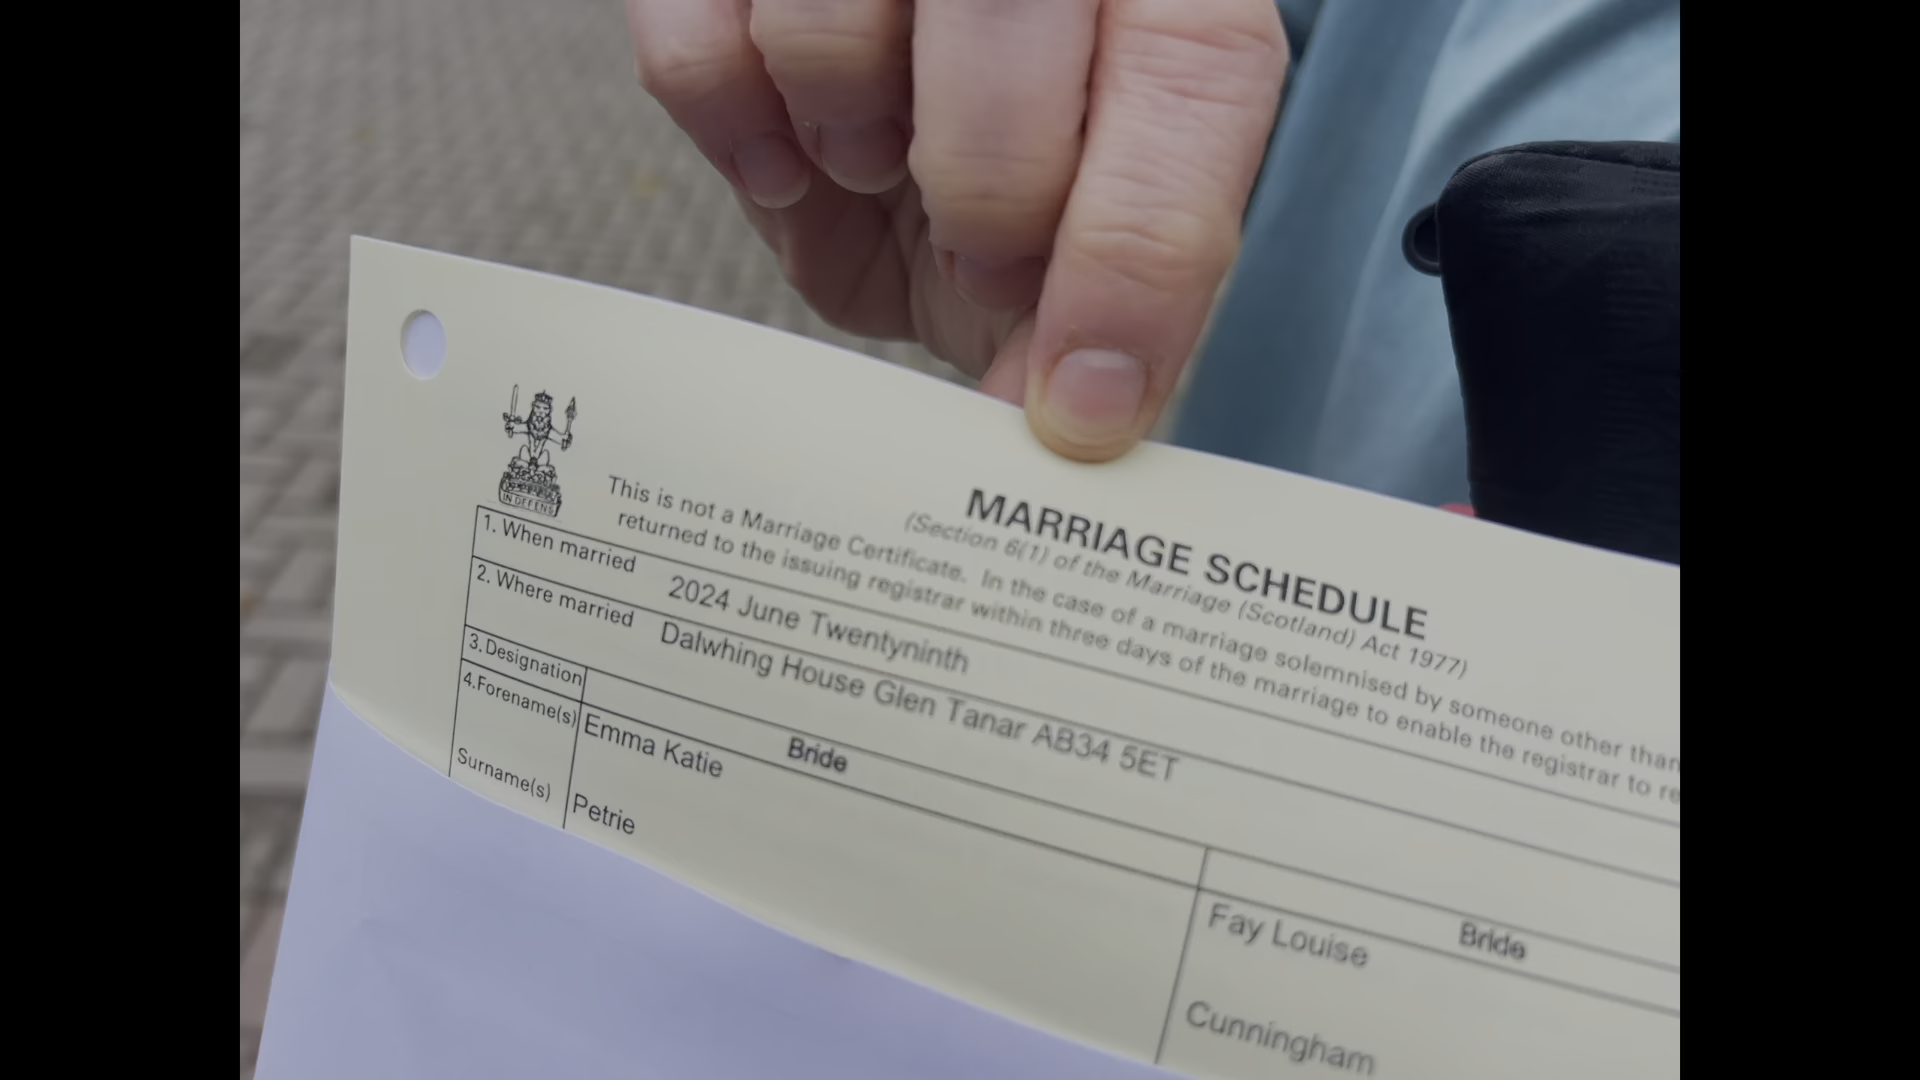 IN DEFENS
MARRIAGE SCHEDULE
(Section 6(1) of the Marriage (Scotland) Act 1977)
This is not a Marriage Certificate. In the case of a marriage solemnised by someone other than
returned to the issuing registrar within three days of the marriage to enable the registrar to re
1. When married 2024 June Twentyninth
2. Where married Dalwhing House Glen Tanar AB34 5ET
3. Designation Bride Bride
4. Forename(s) Emma Katie Fay Louise
Surname(s) Petrie Cunningham